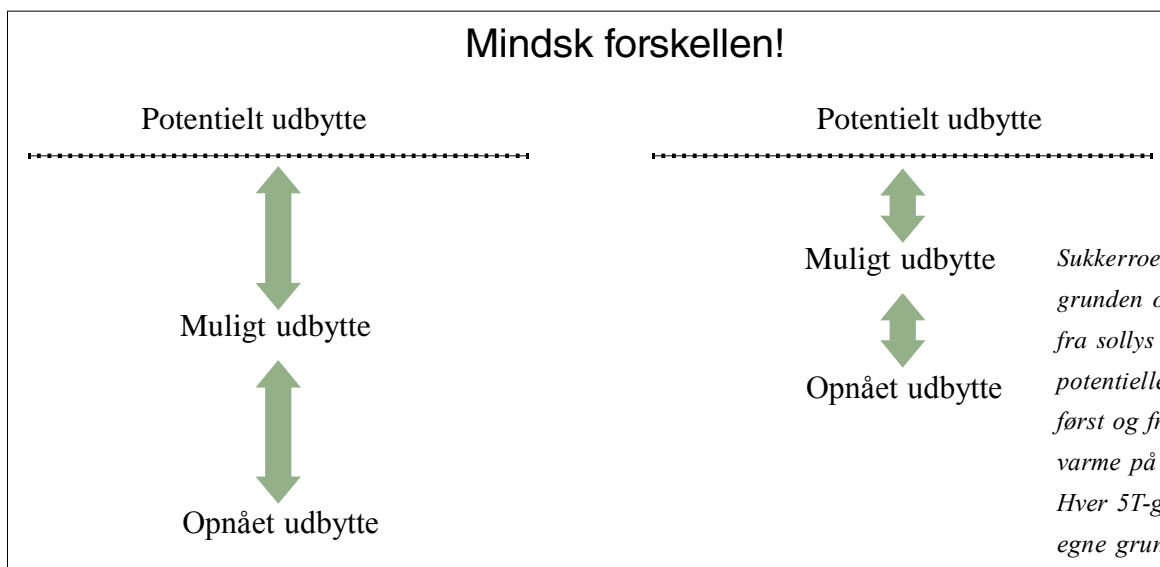 Mindsk forskellen!
Potentielt udbytte
Muligt udbytte
Opnået udbytte
Potentielt udbytte
Muligt udbytte
Opnået udbytte
Sukkerroe
grunden o
fra sollys
potentielle
først og fr
varme på
Hver 5T-g
egne grun